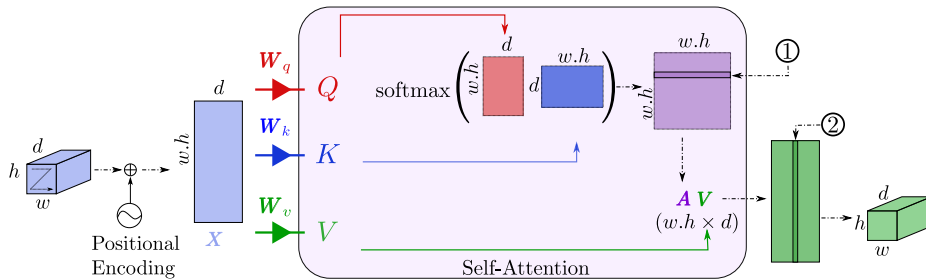 h
d
w
Positional
Encoding
d
w.h
X
W_q
W_k
W_v
Q
K
V
softmax
(
w.h
d
d
w.h
)
w.h
w.h
①
A V
(w.h × d)
Self-Attention
②
d
h
w